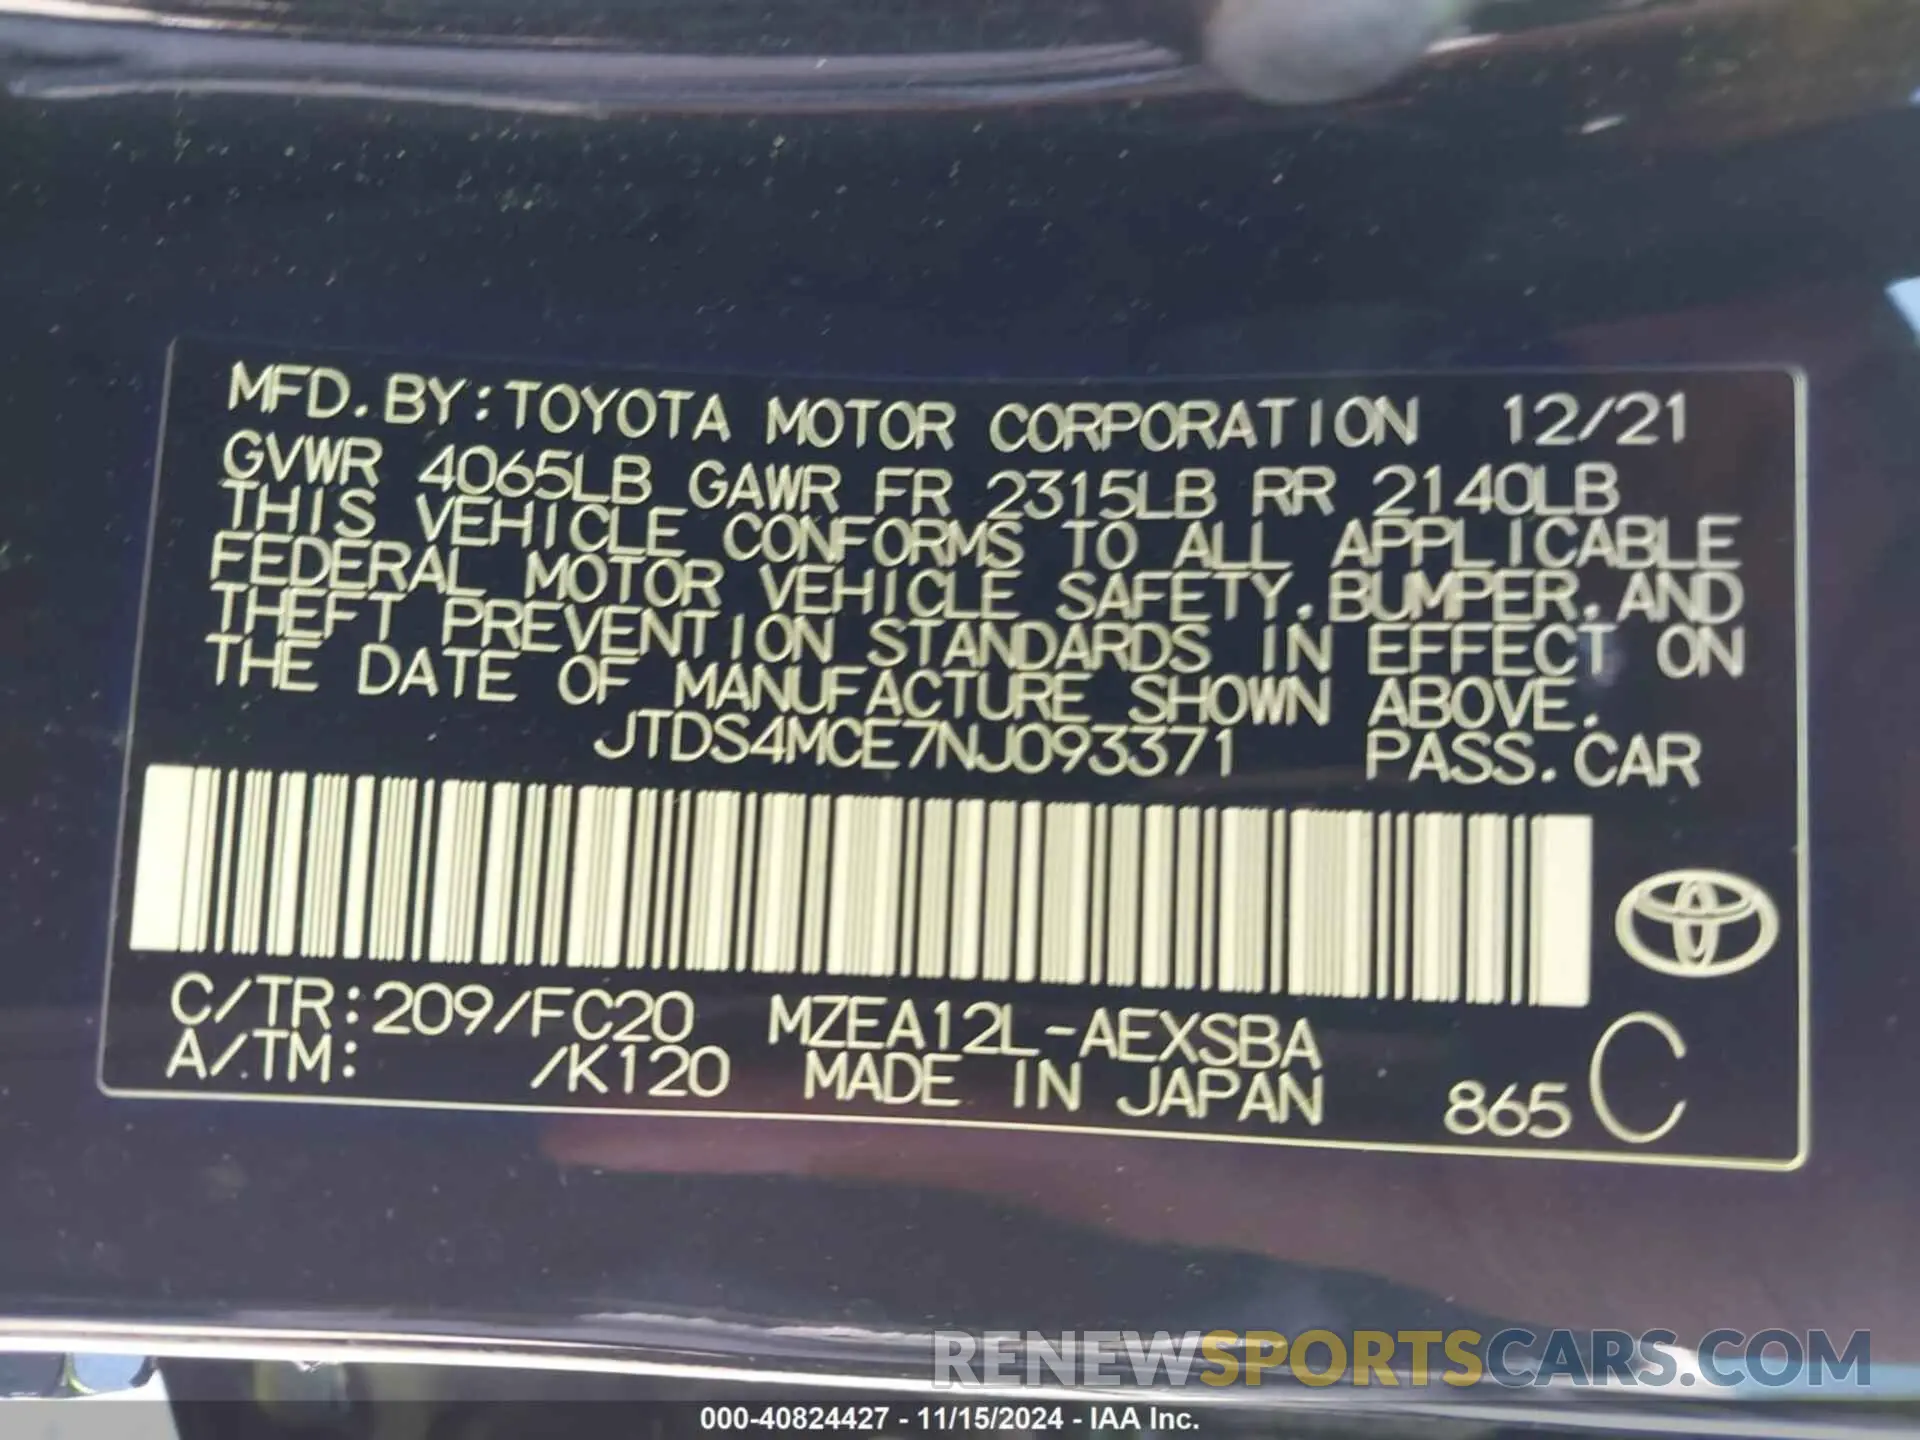 MFD. BY: TOYOTA MOTOR CORPORATION 12/21
GVWR 4065LB GAWR FR 2315LB RR 2140LB
THIS VEHICLE CONFORMS TO ALL APPLICABLE
FEDERAL MOTOR VEHICLE SAFETY, BUMPER, AND
THEFT PREVENTION STANDARDS IN EFFECT ON
THE DATE OF MANUFACTURE SHOWN ABOVE.
JTDS4MCE7NJ093371 PASS. CAR
C/TR: 209/FC20 MZEA12L-AEXSBA
A/TM: /K120 MADE IN JAPAN 865 C
RENEWSPORTSCARS.COM
000-40824427 - 11/15/2024 - IAA Inc.